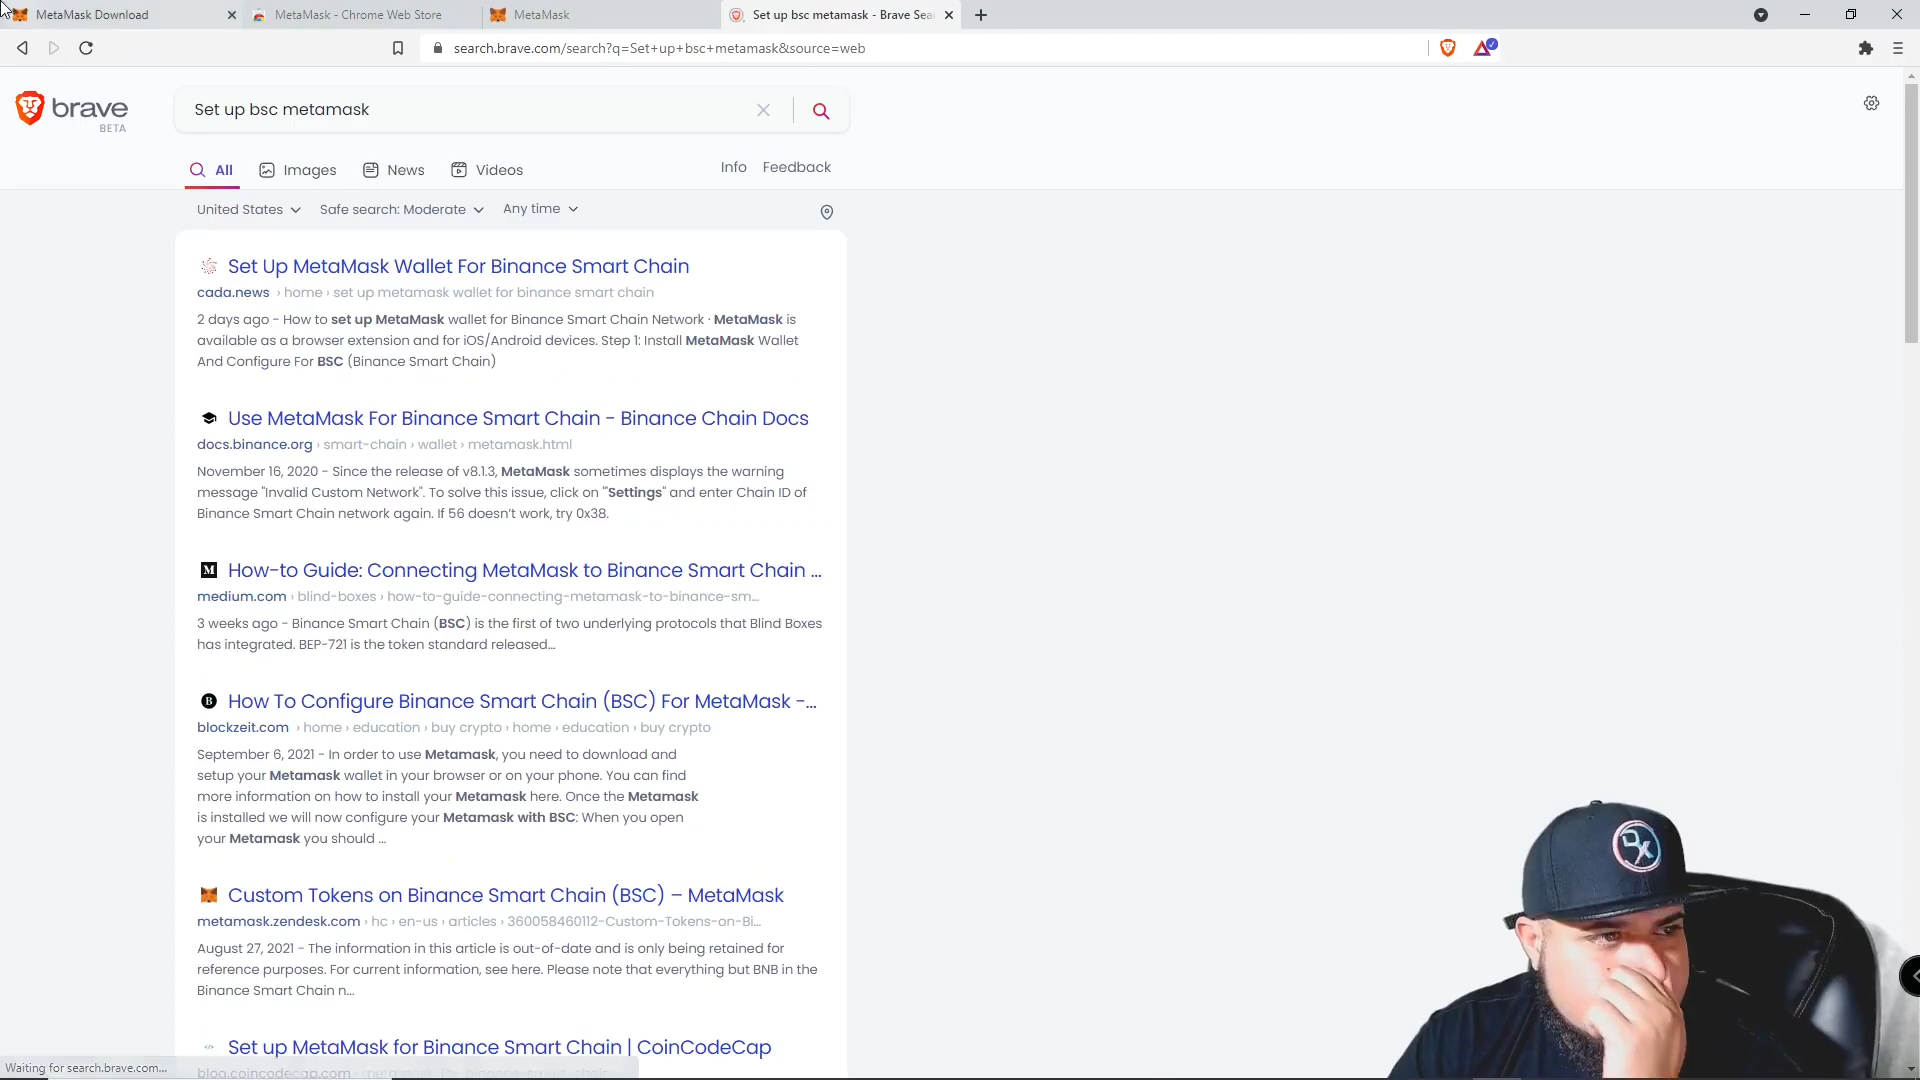 MetaMask Download
MetaMask - Chrome Web Store
MetaMask
Set up bsc metamask - Brave Sea
search.brave.com/search?q=Set+up+bsc+metamask&source=web
brave
BETA
Set up bsc metamask
All
Images
News
Videos
Info
Feedback
United States
Safe search: Moderate
Any time
Set Up MetaMask Wallet For Binance Smart Chain
cada.news › home › set up metamask wallet for binance smart chain
2 days ago - How to set up MetaMask wallet for Binance Smart Chain Network · MetaMask is
available as a browser extension and for iOS/Android devices. Step 1: Install MetaMask Wallet
And Configure For BSC (Binance Smart Chain)
Use MetaMask For Binance Smart Chain - Binance Chain Docs
docs.binance.org › smart-chain › wallet › metamask.html
November 16, 2020 - Since the release of v8.1.3, MetaMask sometimes displays the warning
message "Invalid Custom Network". To solve this issue, click on "Settings" and enter Chain ID of
Binance Smart Chain network again. If 56 doesn't work, try 0x38.
M
How-to Guide: Connecting MetaMask to Binance Smart Chain ...
medium.com › blind-boxes › how-to-guide-connecting-metamask-to-binance-sm...
3 weeks ago - Binance Smart Chain (BSC) is the first of two underlying protocols that Blind Boxes
has integrated. BEP-721 is the token standard released...
B
How To Configure Binance Smart Chain (BSC) For MetaMask -...
blockzeit.com › home › education › buy crypto › home › education › buy crypto
September 6, 2021 - In order to use Metamask, you need to download and
setup your Metamask wallet in your browser or on your phone. You can find
more information on how to install your Metamask here. Once the Metamask
is installed we will now configure your Metamask with BSC: When you open
your Metamask you should ...
Custom Tokens on Binance Smart Chain (BSC) – MetaMask
metamask.zendesk.com › hc › en-us › articles › 360058460112-Custom-Tokens-on-Bi...
August 27, 2021 - The information in this article is out-of-date and is only being retained for
reference purposes. For current information, see here. Please note that everything but BNB in the
Binance Smart Chain n...
Set up MetaMask for Binance Smart Chain | CoinCodeCap
Waiting for search.brave.com...
blog.coincodecap.com › metamask
DX